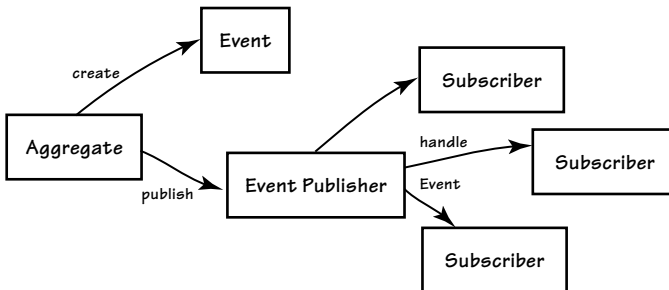 Event
create
Subscriber
Aggregate
handle
Subscriber
Event Publisher
Event
publish
Subscriber